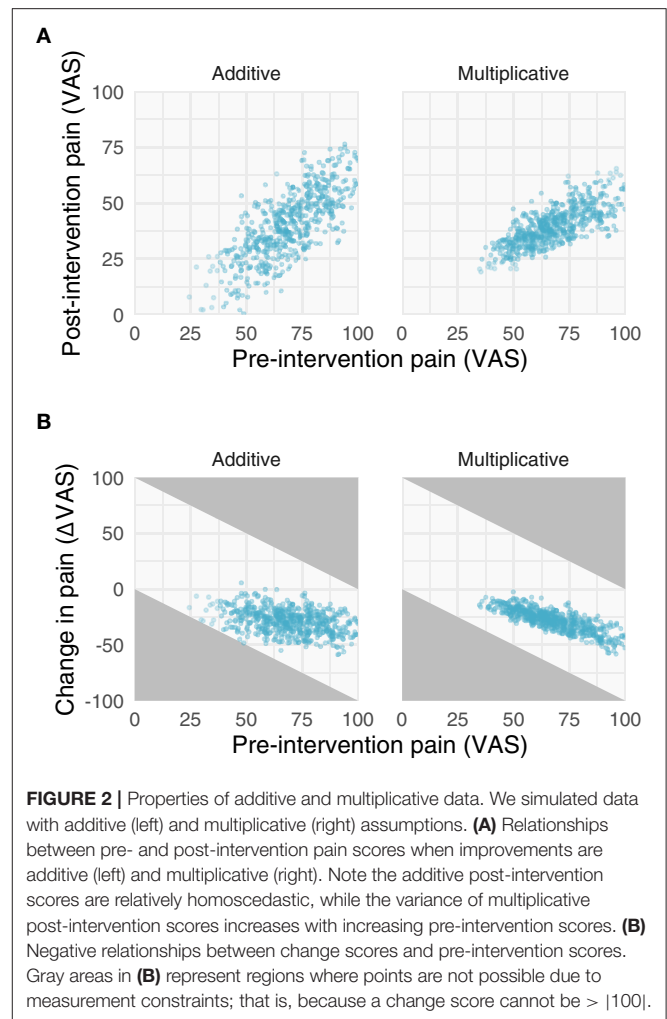 A
Additive
Multiplicative
Post-intervention pain (VAS)
100
75
50
25
0
0 25 50 75 100
0 25 50 75 100
Pre-intervention pain (VAS)
B
Additive
Multiplicative
Change in pain (ΔVAS)
100
50
0
-50
-100
0 25 50 75 100
0 25 50 75 100
Pre-intervention pain (VAS)
FIGURE 2 | Properties of additive and multiplicative data. We simulated data
with additive (left) and multiplicative (right) assumptions. (A) Relationships
between pre- and post-intervention pain scores when improvements are
additive (left) and multiplicative (right). Note the additive post-intervention
scores are relatively homoscedastic, while the variance of multiplicative
post-intervention scores increases with increasing pre-intervention scores. (B)
Negative relationships between change scores and pre-intervention scores.
Gray areas in (B) represent regions where points are not possible due to
measurement constraints; that is, because a change score cannot be > |100|.